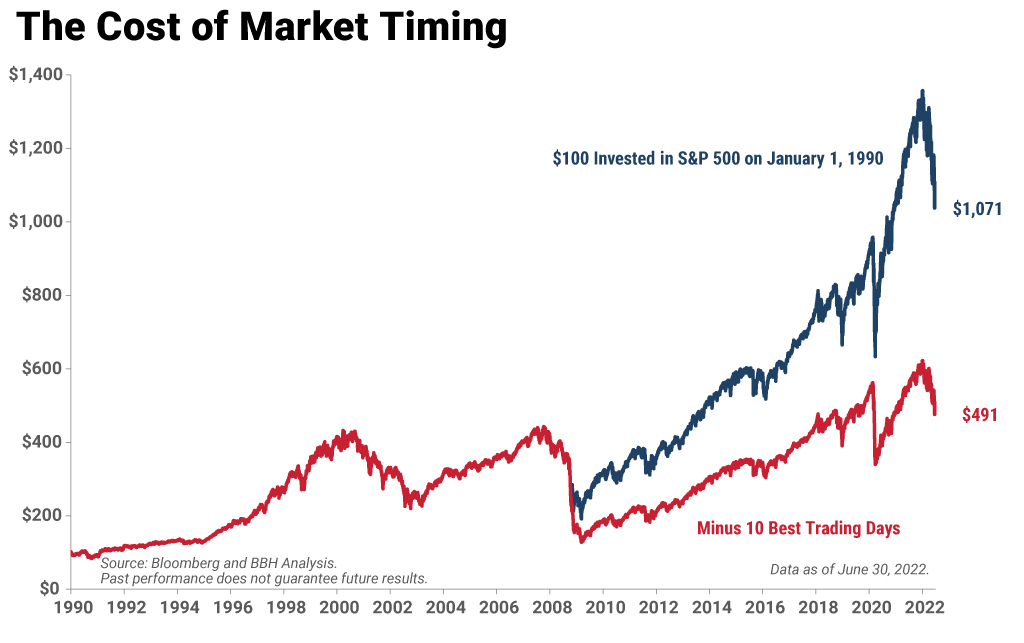 The Cost of Market Timing
$1,400
$1,200
$1,000
$800
$600
$400
$200
$0
$100 Invested in S&P 500 on January 1, 1990
$1,071
$491
Minus 10 Best Trading Days
Source: Bloomberg and BBH Analysis.
Past performance does not guarantee future results.
Data as of June 30, 2022.
1990 1992 1994 1996 1998 2000 2002 2004 2006 2008 2010 2012 2014 2016 2018 2020 2022